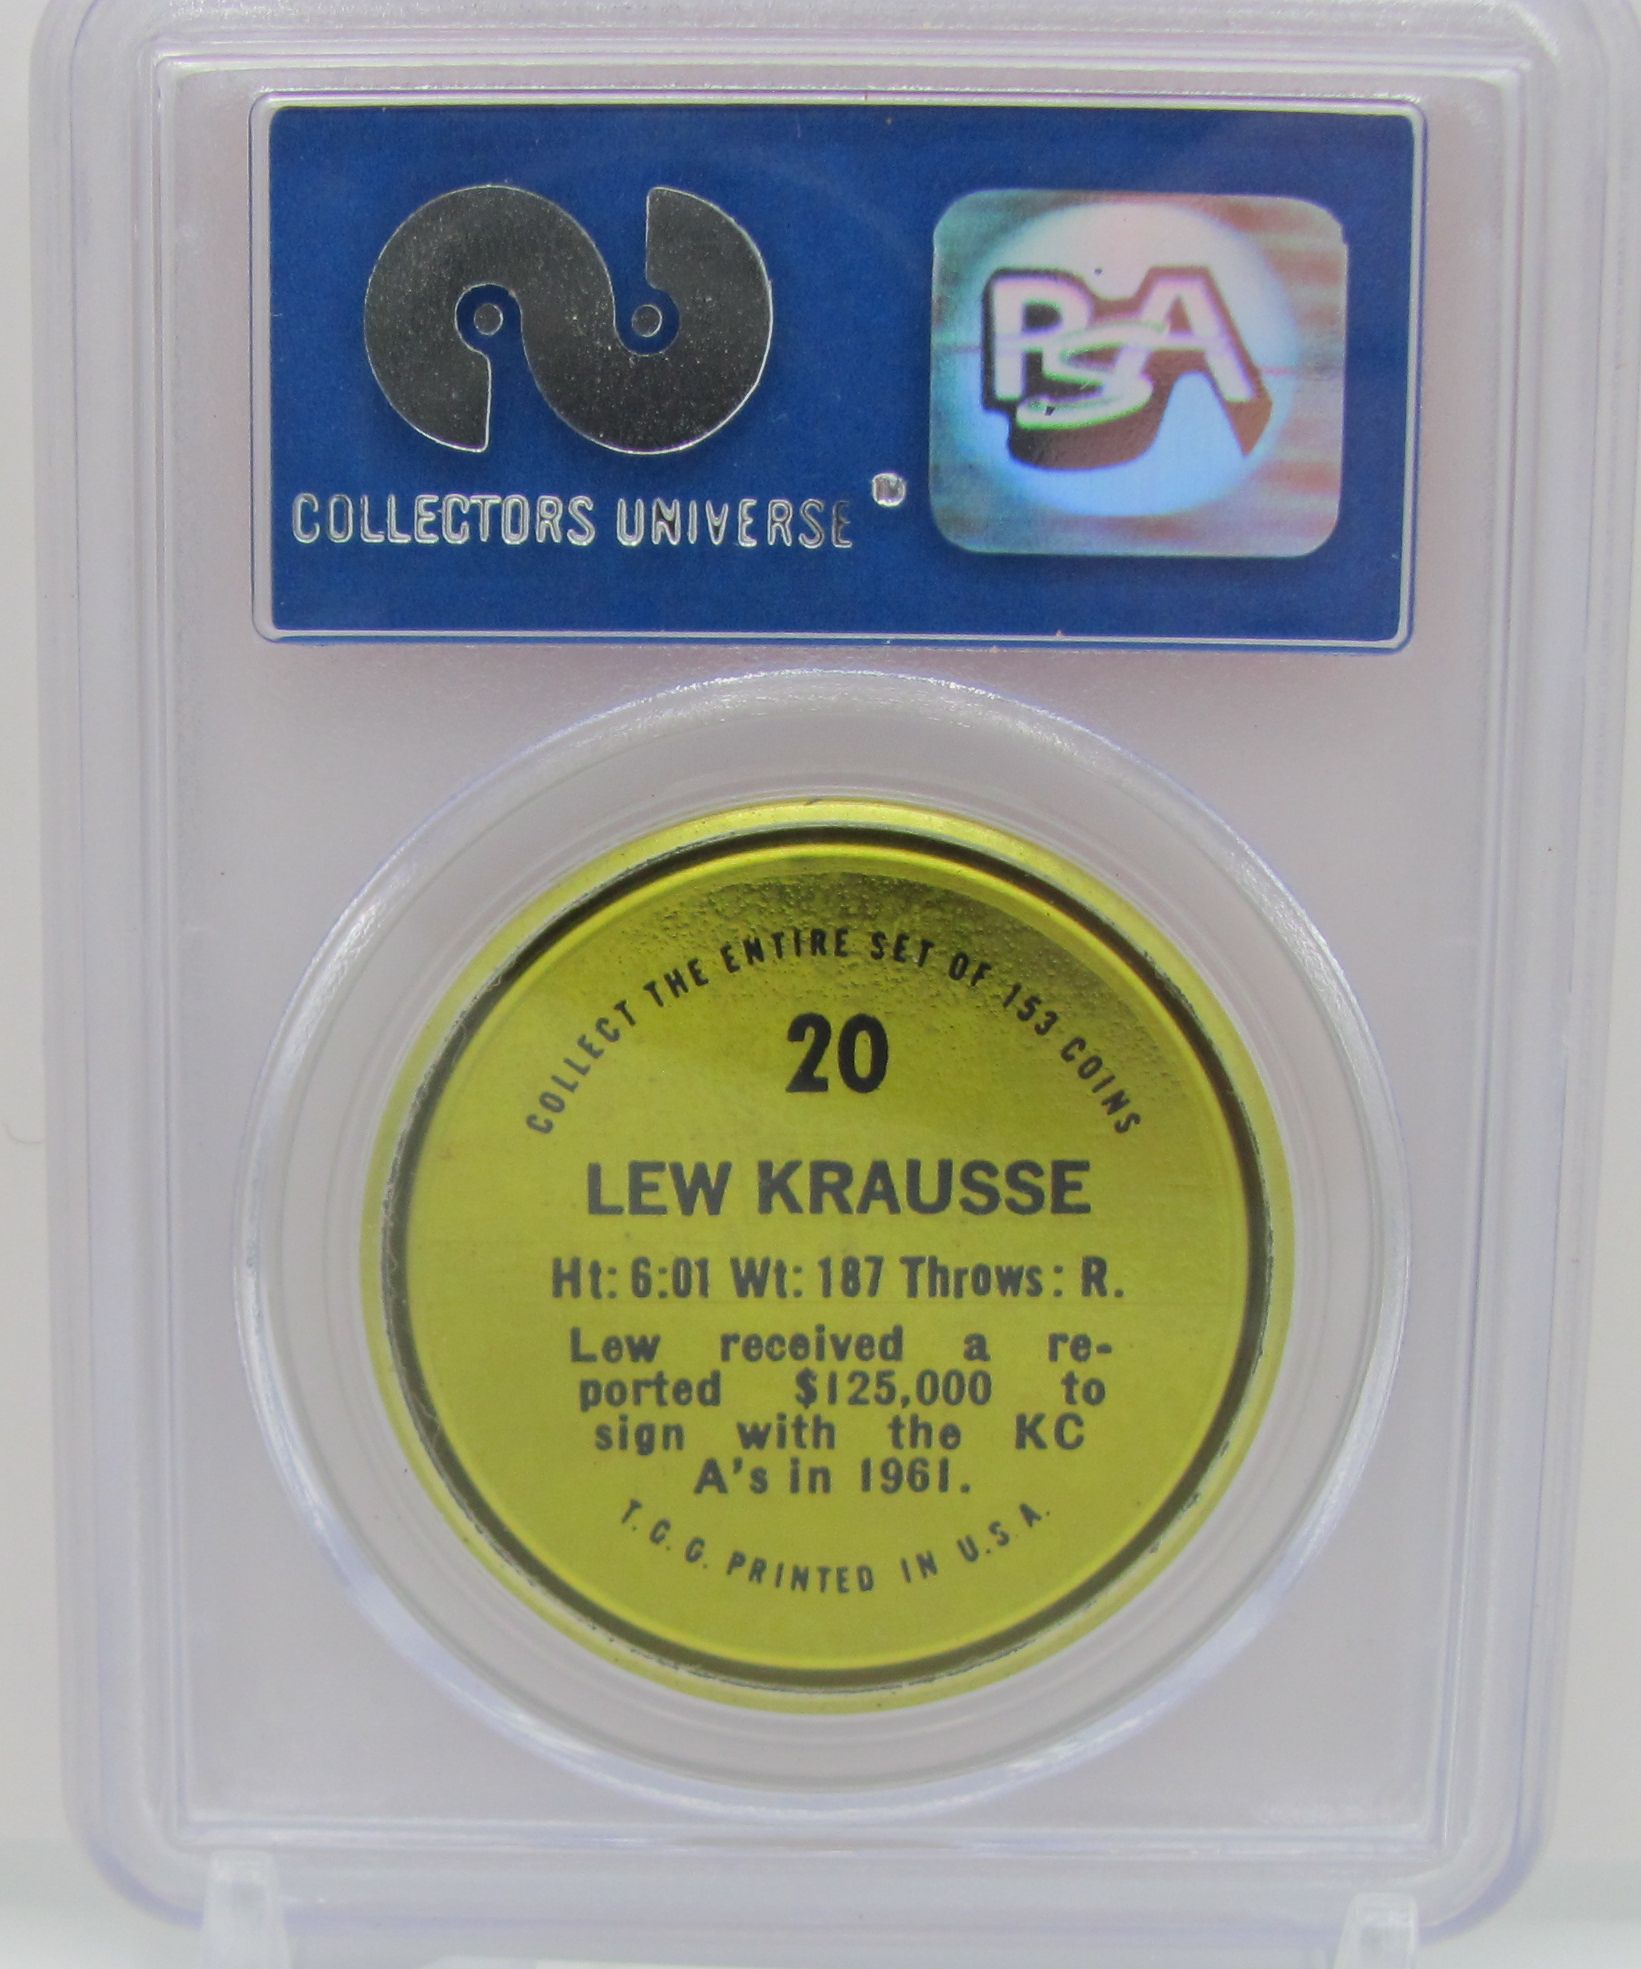 PSA
COLLECTORS UNIVERSE
COLLECT THE ENTIRE SET OF 153 COINS
20
LEW KRAUSSE
Ht: 6:01 Wt: 187 Throws: R.
Lew received a re-
ported $125,000 to
sign with the KC
A's in 1961.
T.C.G. PRINTED IN U.S.A.